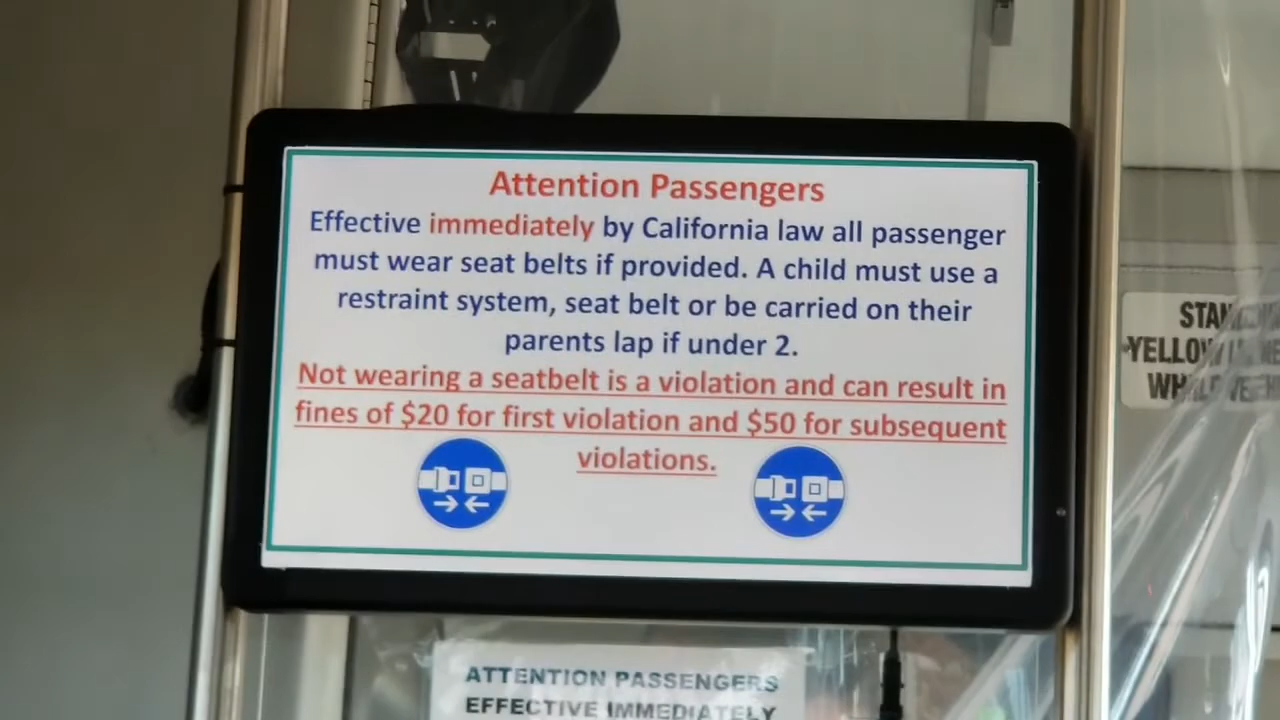 Attention Passengers
Effective immediately by California law all passenger
must wear seat belts if provided. A child must use a
restraint system, seat belt or be carried on their
parents lap if under 2.
Not wearing a seatbelt is a violation and can result in
fines of $20 for first violation and $50 for subsequent
violations.
ATTENTION PASSENGERS
EFFECTIVE IMMEDIATELY